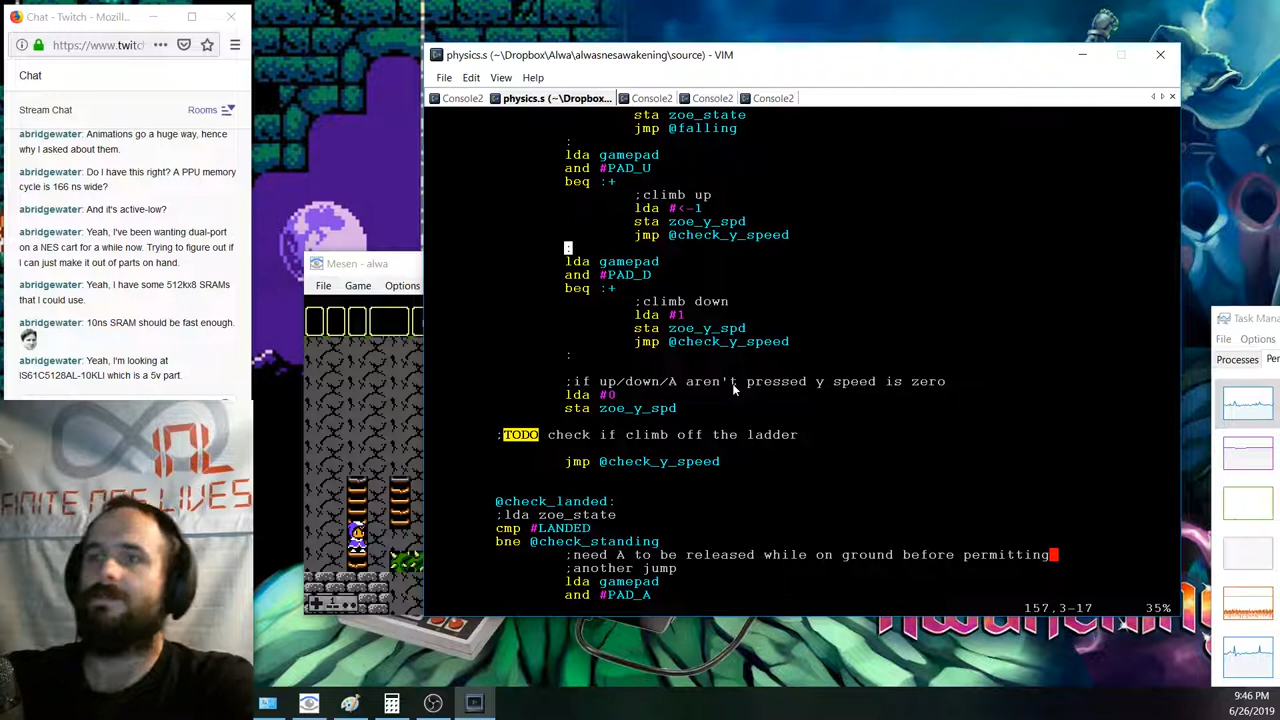 Chat - Twitch - Mozill...
https://www.twitc
Chat
Stream Chat
Rooms
abridgewater: Animations go a huge way, hence
why I asked about them.
abridgewater: Do I have this right? A PPU memory
cycle is 166 ns wide?
abridgewater: And it's active-low?
abridgewater: Yeah, I've been wanting dual-port
on a NES cart for a while now. Trying to figure out if
I can just make it out of parts on hand.
abridgewater: Yeah, I have some 512kx8 SRAMs
that I could use.
abridgewater: 10ns SRAM should be fast enough.
abridgewater: Yeah, I'm looking at
IS61C5128AL-10KLI which is a 5v part.
NL
FINITE NES LIVES
Mesen - alwa
File Game Options
physics.s (~\Dropbox\Alwa\alwasnesawakening\source) - VIM
File Edit View Help
Console2 physics.s (~\Dropbox... Console2 Console2 Console2
sta zoe_state
jmp @falling
:
lda gamepad
and #PAD_U
beq :+
;climb up
lda #<-1
sta zoe_y_spd
jmp @check_y_speed
:
lda gamepad
and #PAD_D
beq :+
;climb down
lda #1
sta zoe_y_spd
jmp @check_y_speed
:
;if up/down/A aren't pressed y speed is zero
lda #0
sta zoe_y_spd
;TODO check if climb off the ladder
jmp @check_y_speed
@check_landed:
;lda zoe_state
cmp #LANDED
bne @check_standing
;need A to be released while on ground before permitting
;another jump
lda gamepad
and #PAD_A
157,3-17 35%
Task Mana
File Options
Processes Per
9:46 PM
6/26/2019